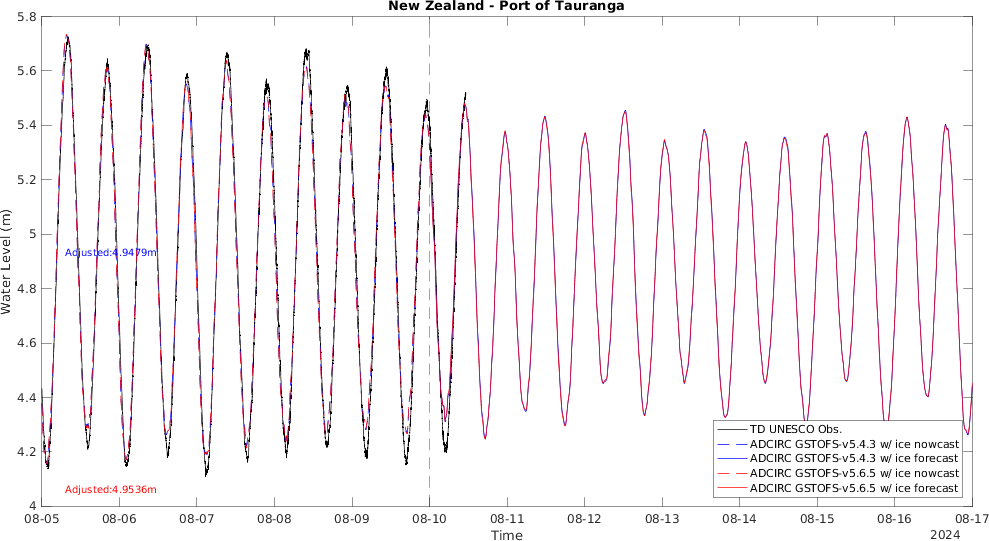 New Zealand - Port of Tauranga
5.8
5.6
5.4
5.2
5
4.8
4.6
4.4
4.2
4
Water Level (m)
Adjusted:4.9479m
Adjusted:4.9536m
TD UNESCO Obs.
ADCIRC GSTOFS-v5.4.3 w/ ice nowcast
ADCIRC GSTOFS-v5.4.3 w/ ice forecast
ADCIRC GSTOFS-v5.6.5 w/ ice nowcast
ADCIRC GSTOFS-v5.6.5 w/ ice forecast
08-05 08-06 08-07 08-08 08-09 08-10 08-11 08-12 08-13 08-14 08-15 08-16 08-17
Time
2024